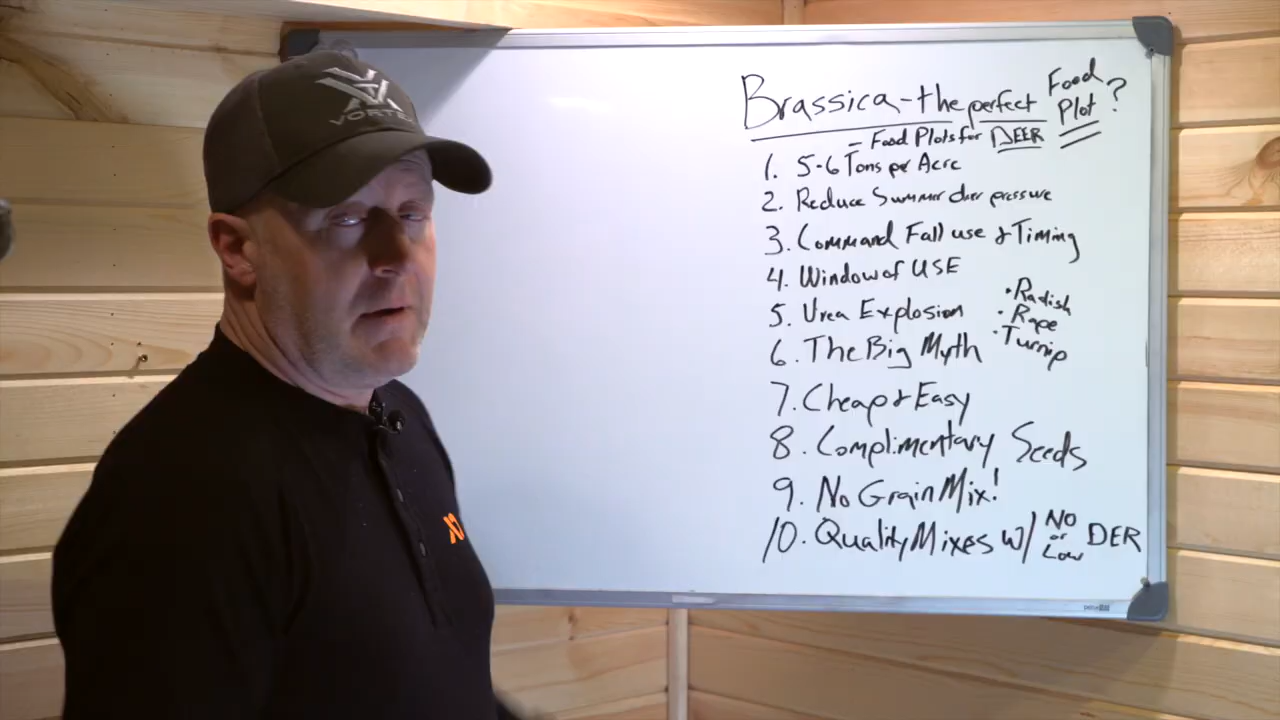 VORTEX
Brassica - the perfect Food Plot?
- Food Plots for DEER
1. 5-6 Tons per Acre
2. Reduce Summer deer pressure
3. Command Fall use & Timing
4. Window of USE
5. Urea Explosion
6. The Big Myth
• Radish
• Rape
• Turnip
7. Cheap & Easy
8. Complimentary Seeds
9. No Grain Mix!
10. Quality Mixes w/ NO or Low DER